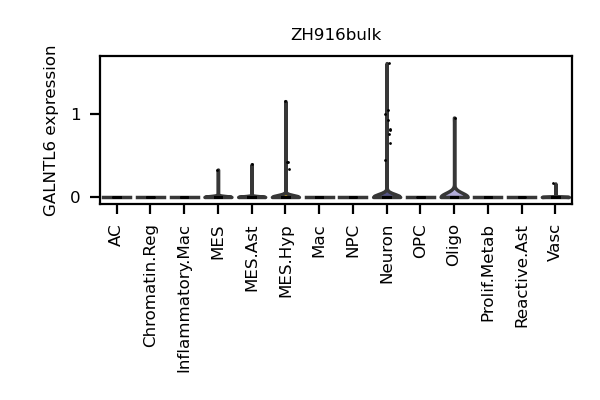 ZH916bulk
GALNTL6 expression
1
0
AC
Chromatin.Reg
Inflammatory.Mac
MES
MES.Ast
MES.Hyp
Mac
NPC
Neuron
OPC
Oligo
Prolif.Metab
Reactive.Ast
Vasc